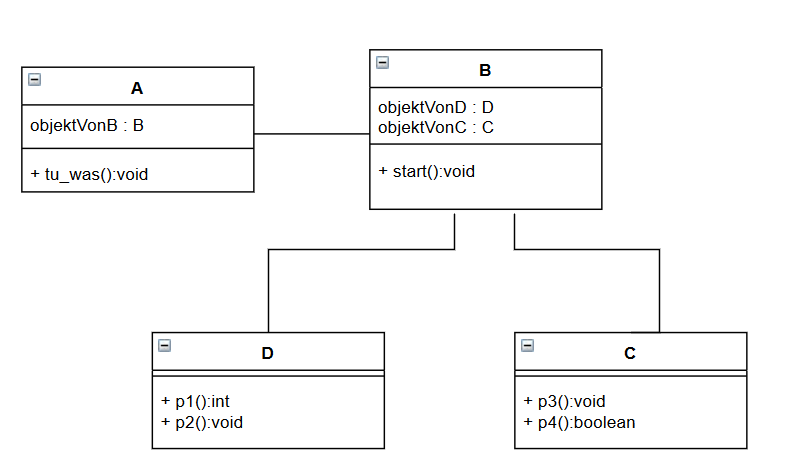 A
objektVonB : B
+ tu_was():void
B
objektVonD : D
objektVonC : C
+ start():void
D
+ p1():int
+ p2():void
C
+ p3():void
+ p4():boolean